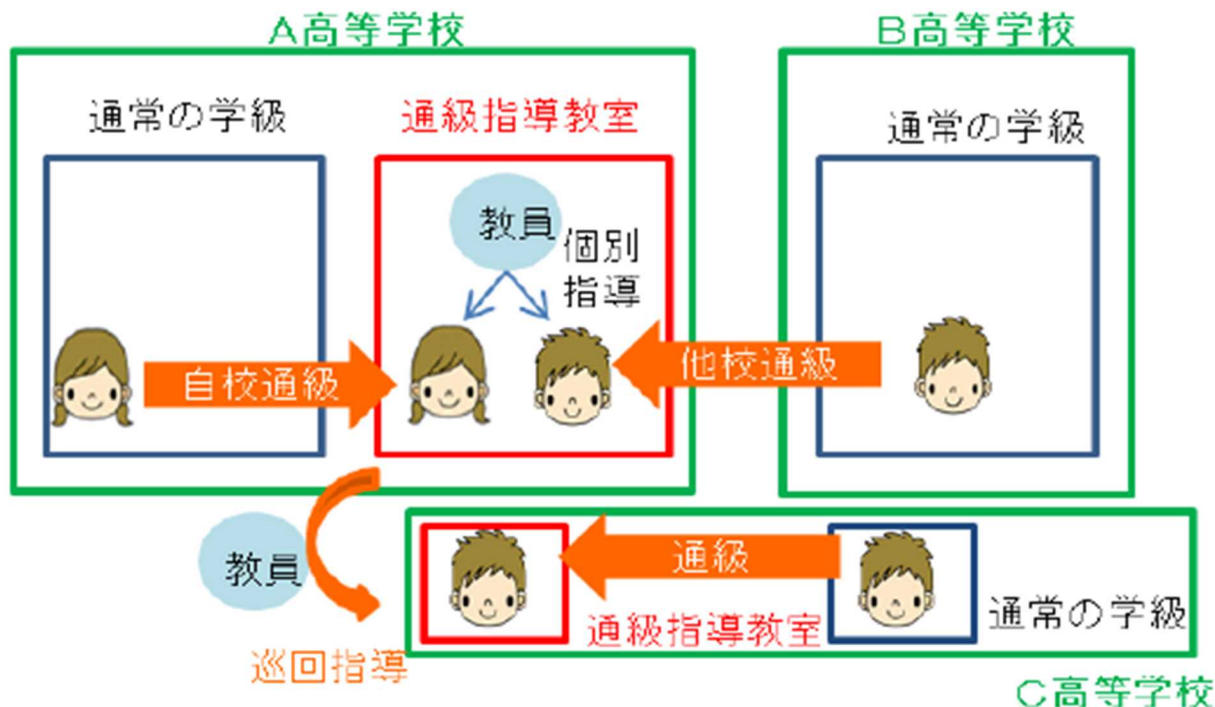 A高等学校
通常の学級
通級指導教室
教員
個別
指導
自校通級
B高等学校
通常の学級
他校通級
教員
巡回指導
通級
通級指導教室
通常の学級
C高等学校